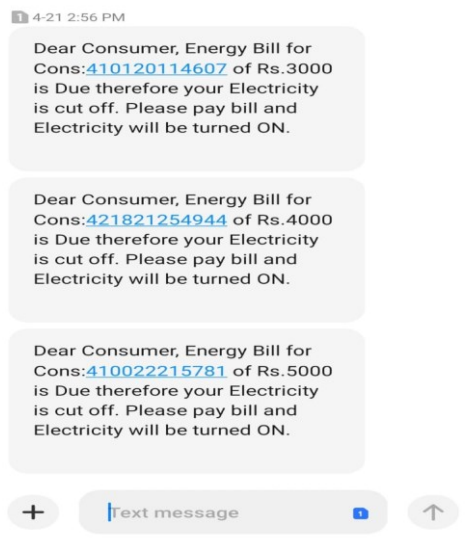 1 4-21 2:56 PM
Dear Consumer, Energy Bill for
Cons:410120114607 of Rs.3000
is Due therefore your Electricity
is cut off. Please pay bill and
Electricity will be turned ON.
Dear Consumer, Energy Bill for
Cons:421821254944 of Rs.4000
is Due therefore your Electricity
is cut off. Please pay bill and
Electricity will be turned ON.
Dear Consumer, Energy Bill for
Cons:410022215781 of Rs.5000
is Due therefore your Electricity
is cut off. Please pay bill and
Electricity will be turned ON.
Text message 1